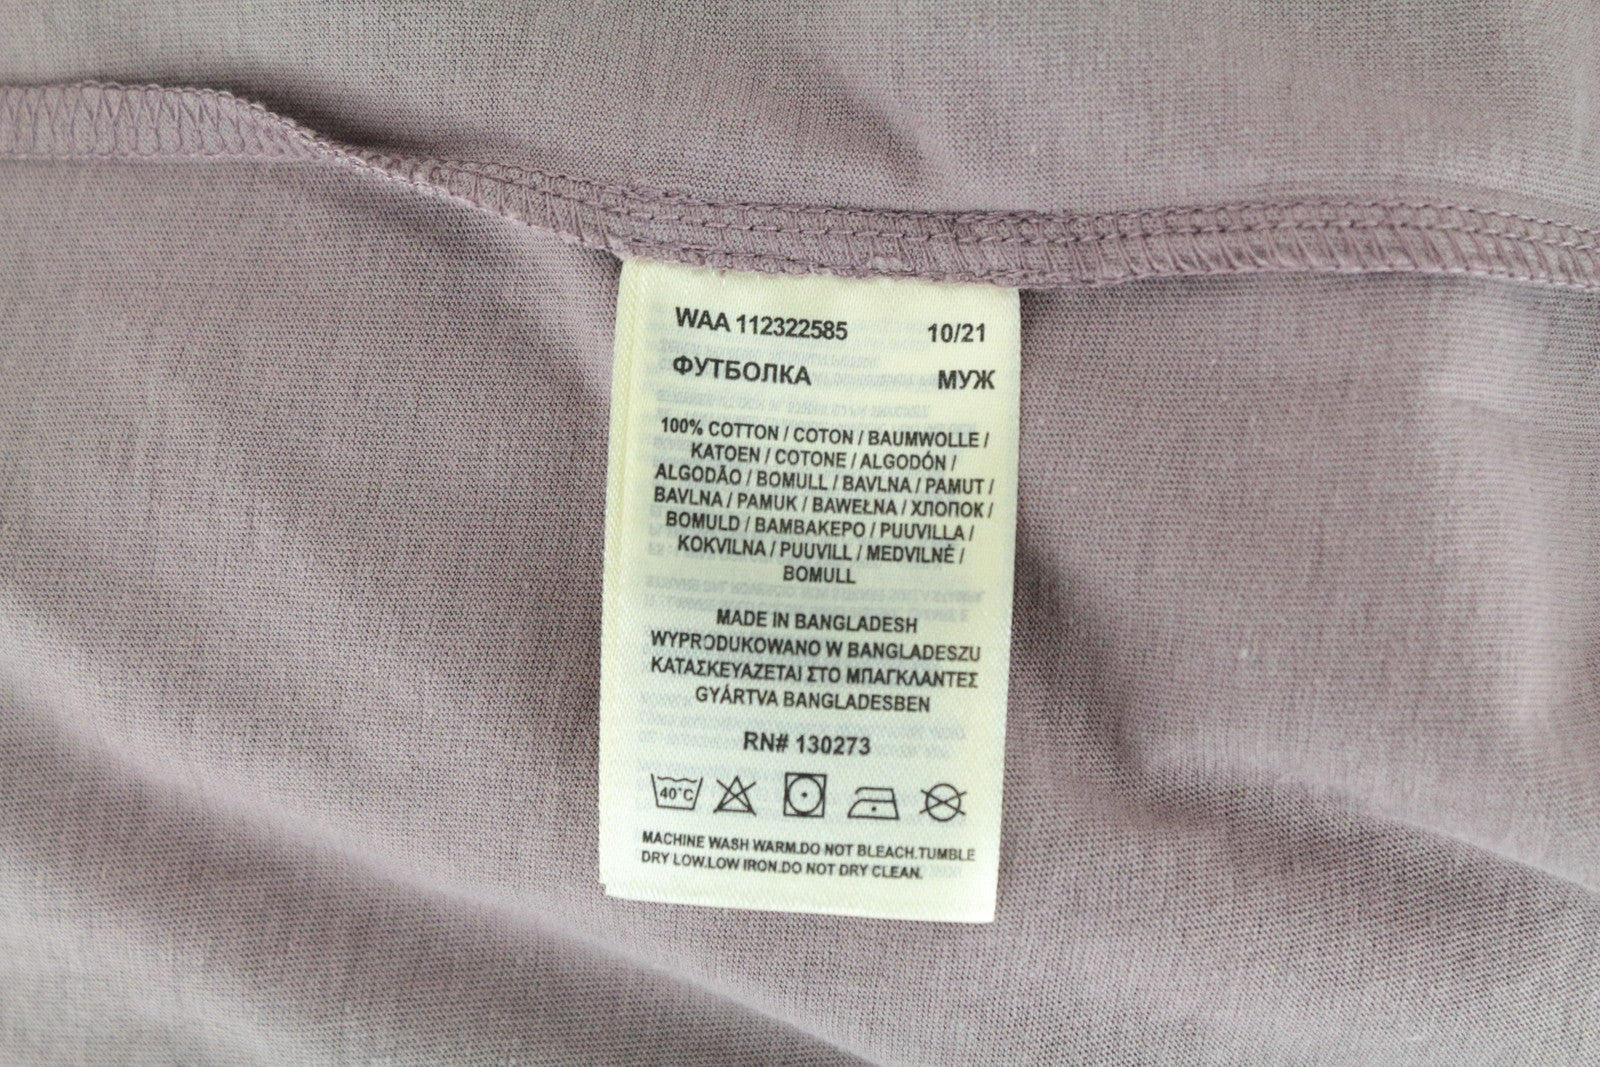 WAA 112322585 10/21
ФУТБОЛКА МУЖ
100% COTTON / COTON / BAUMWOLLE /
KATOEN / COTONE / ALGODÓN /
ALGODÃO / BOMULL / BAVLNA / PAMUT /
BAVLNA / PAMUK / BAWEŁNA / ХЛОПОК /
BOMULD / ΒΑΜΒΑΚΕΡΟ / PUUVILLA /
KOKVILNA / PUUVILL / MEDVILNĖ /
BOMULL
MADE IN BANGLADESH
WYPRODUKOWANO W BANGLADESZU
ΚΑΤΑΣΚΕΥΑΖΕΤΑΙ ΣΤΟ ΜΠΑΓΚΛΑΝΤΕΣ
GYÁRTVA BANGLADESBEN
RN# 130273
40°C
MACHINE WASH WARM.DO NOT BLEACH.TUMBLE
DRY LOW.LOW IRON.DO NOT DRY CLEAN.